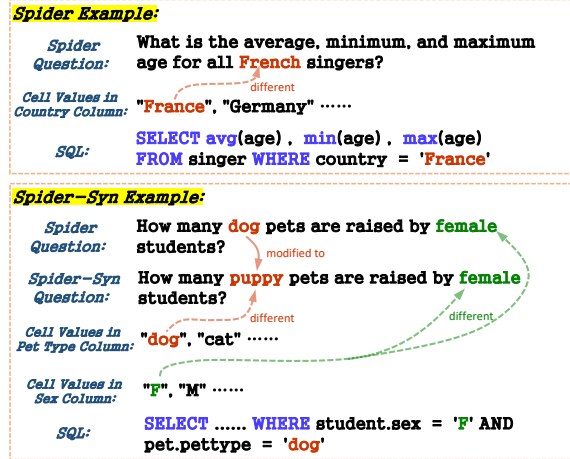 Spider Example:
Spider Question: What is the average, minimum, and maximum age for all French singers?
different
Cell Values in Country Column: "France", "Germany" ······
SQL: SELECT avg(age) , min(age) , max(age)
FROM singer WHERE country = 'France'
Spider-Syn Example:
Spider Question: How many dog pets are raised by female students?
modified to
Spider-Syn Question: How many puppy pets are raised by female students?
different
different
Cell Values in Pet Type Column: "dog", "cat" ······
Cell Values in Sex Column: "F", "M" ······
SQL: SELECT ...... WHERE student.sex = 'F' AND
pet.pettype = 'dog'